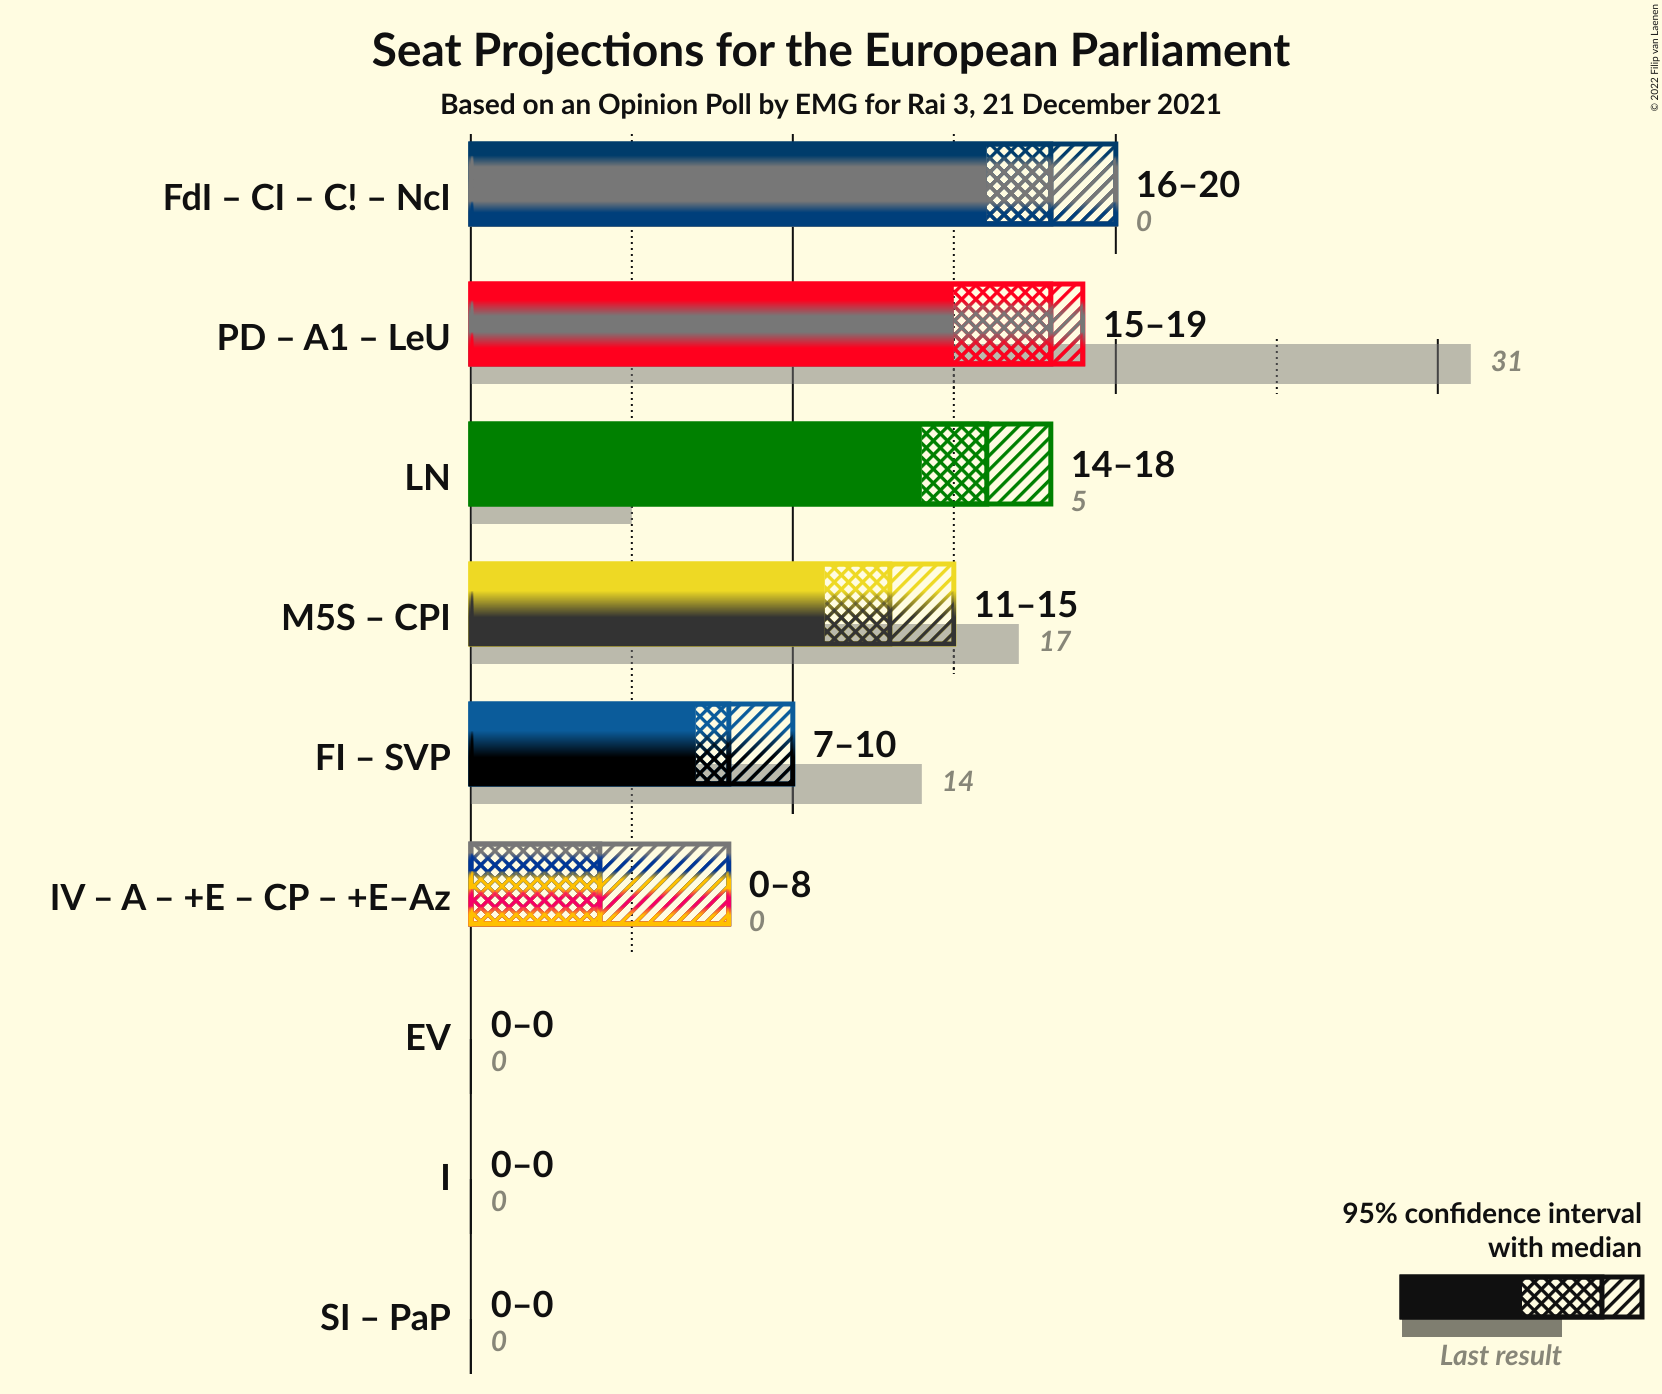 Seat Projections for the European Parliament
Based on an Opinion Poll by EMG for Rai 3, 21 December 2021
© 2022 Filip van Laenen
FdI – CI – C! – NcI
16–20
0
PD – A1 – LeU
15–19
31
LN
14–18
5
M5S – CPI
11–15
17
FI – SVP
7–10
14
IV – A – +E – CP – +E–Az
0–8
0
EV
0–0
0
I
0–0
0
SI – PaP
0–0
0
95% confidence interval
with median
Last result